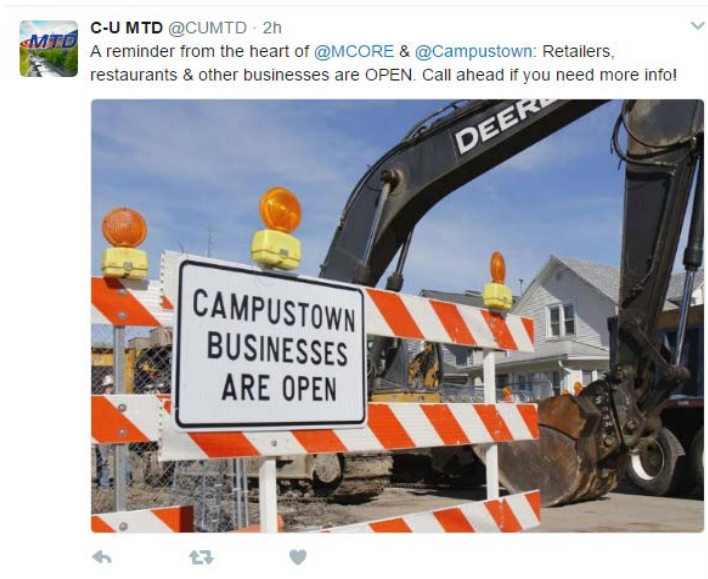 C-U MTD @CUMTD · 2h
MTD
A reminder from the heart of @MCORE & @Campustown: Retailers,
restaurants & other businesses are OPEN. Call ahead if you need more info!
DEERE
CAMPUSTOWN
BUSINESSES
ARE OPEN